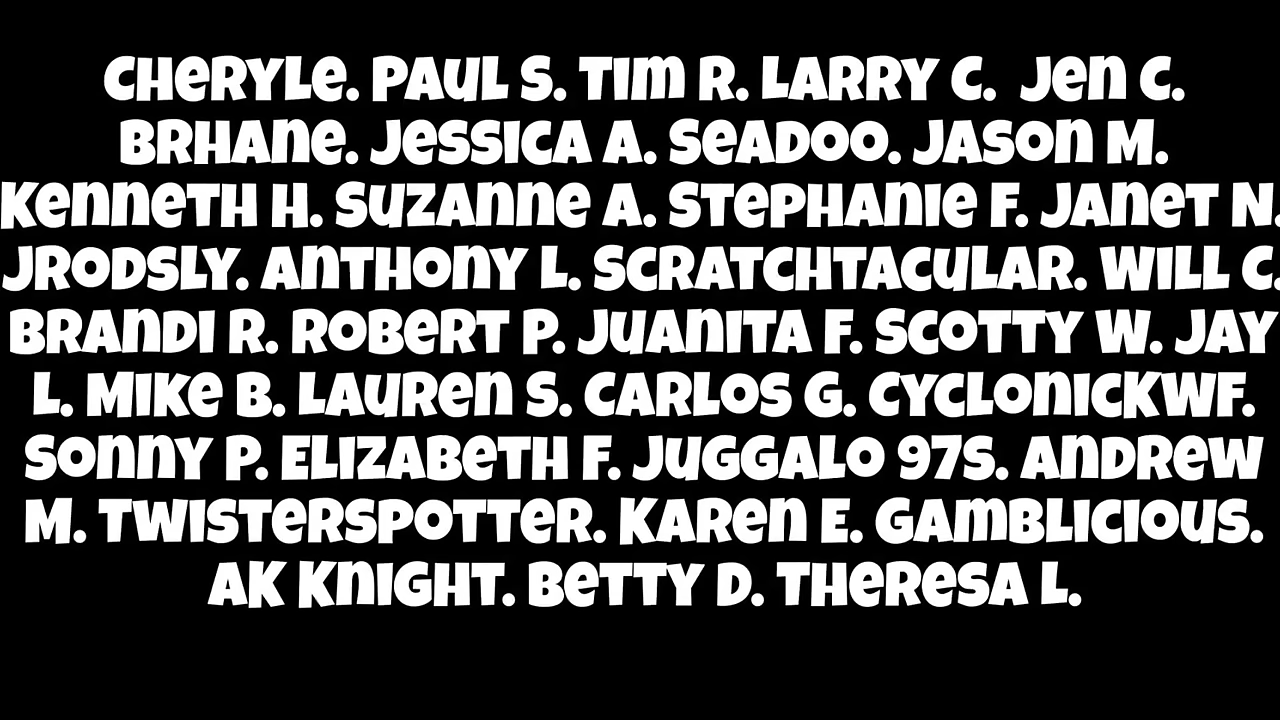 CHeRYLe. PAUL S. Tim R. LARRY C.  Jen C.
BRHAne. JeSSICA A. SeADOO. JASOn M.
Kennetн H. SuZAnne A. STePHAnIe F. JAneT N.
JRODSLY. AnTHOnY L. SCRATCHTACuLAR. WILL C.
BRAnDI R. ROBeRT P. JuAnITA F. SCOTTY W. JAY
L. MIKe B. LAuRen S. CARLOS G. CYCLOnICKWF.
SOnnY P. ELIZABeTH F. JuGGALO 97S. AnDReW
M. TWISTeRSPOTTeR. KARen E. GAmBLICIOuS.
AK KnIGHT. BeTTY D. THeReSA L.